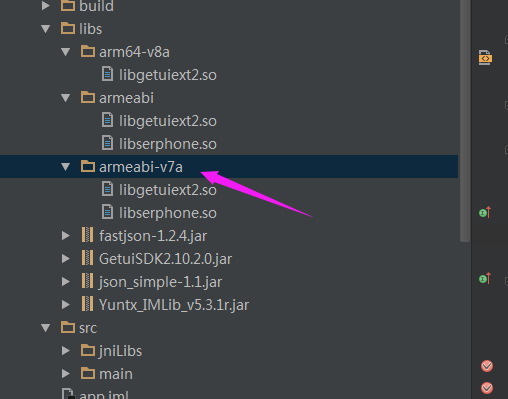 build
libs
arm64-v8a
libgetuiext2.so
armeabi
libgetuiext2.so
libserphone.so
armeabi-v7a
libgetuiext2.so
libserphone.so
fastjson-1.2.4.jar
GetuiSDK2.10.2.0.jar
json_simple-1.1.jar
Yuntx_IMLib_v5.3.1r.jar
src
jniLibs
main
app.iml